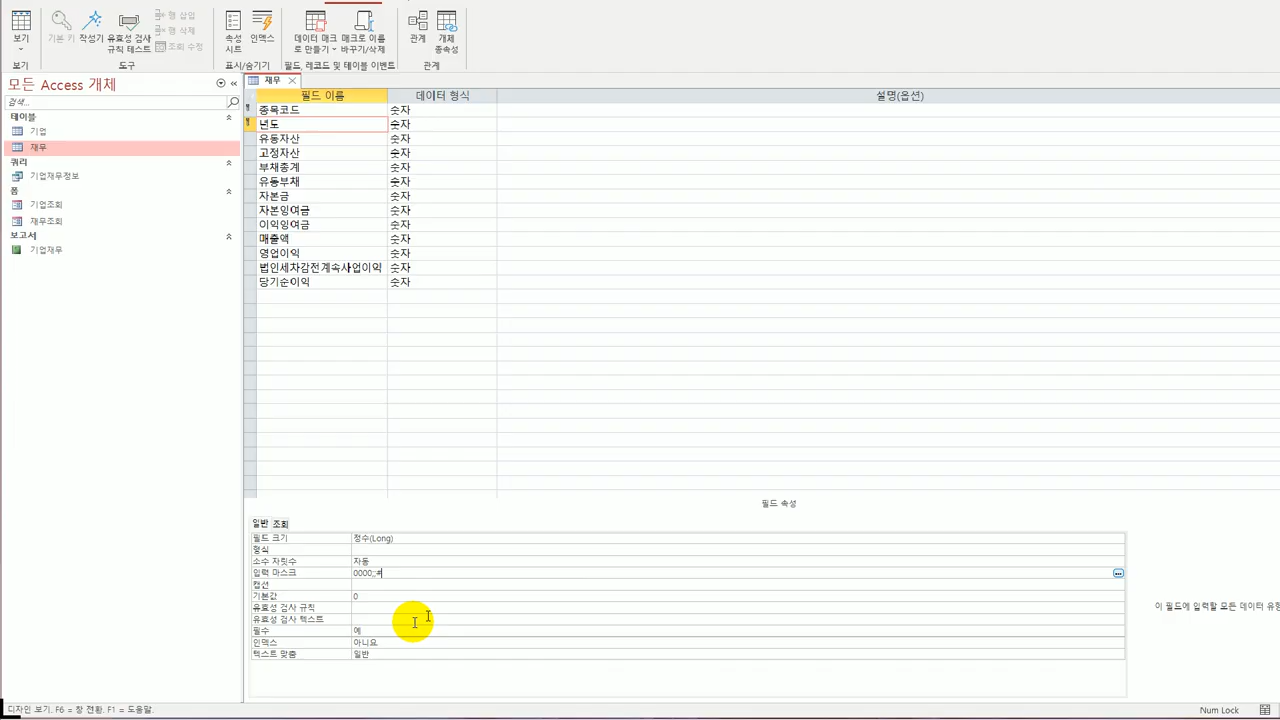 보기
기본 키
작성기
유효성 검사
규칙 테스트
행 삽입
행 삭제
조회 수정
속성
시트
인덱스
데이터 매크
로 만들기
매크로 이름
바꾸기/삭제
관계
개체
종속성
보기
도구
표시/숨기기
필드, 레코드 및 테이블 이벤트
관계
모든 Access 개체
검색...
테이블
기업
재무
쿼리
기업재무정보
폼
기업조회
재무조회
보고서
기업재무
재무
필드 이름 데이터 형식 설명(옵션)
종목코드 숫자
년도 숫자
유동자산 숫자
고정자산 숫자
부채총계 숫자
유동부채 숫자
자본금 숫자
자본잉여금 숫자
이익잉여금 숫자
매출액 숫자
영업이익 숫자
법인세차감전계속사업이익 숫자
당기순이익 숫자
필드 속성
일반 조회
필드 크기 정수(Long)
형식
소수 자릿수 자동
입력 마스크 0000;;#
캡션
기본값 0
유효성 검사 규칙
유효성 검사 텍스트
필수 예
인덱스 아니요
텍스트 맞춤 일반
이 필드에 입력할 모든 데이터 유형
디자인 보기. F6 = 창 전환. F1 = 도움말.
Num Lock